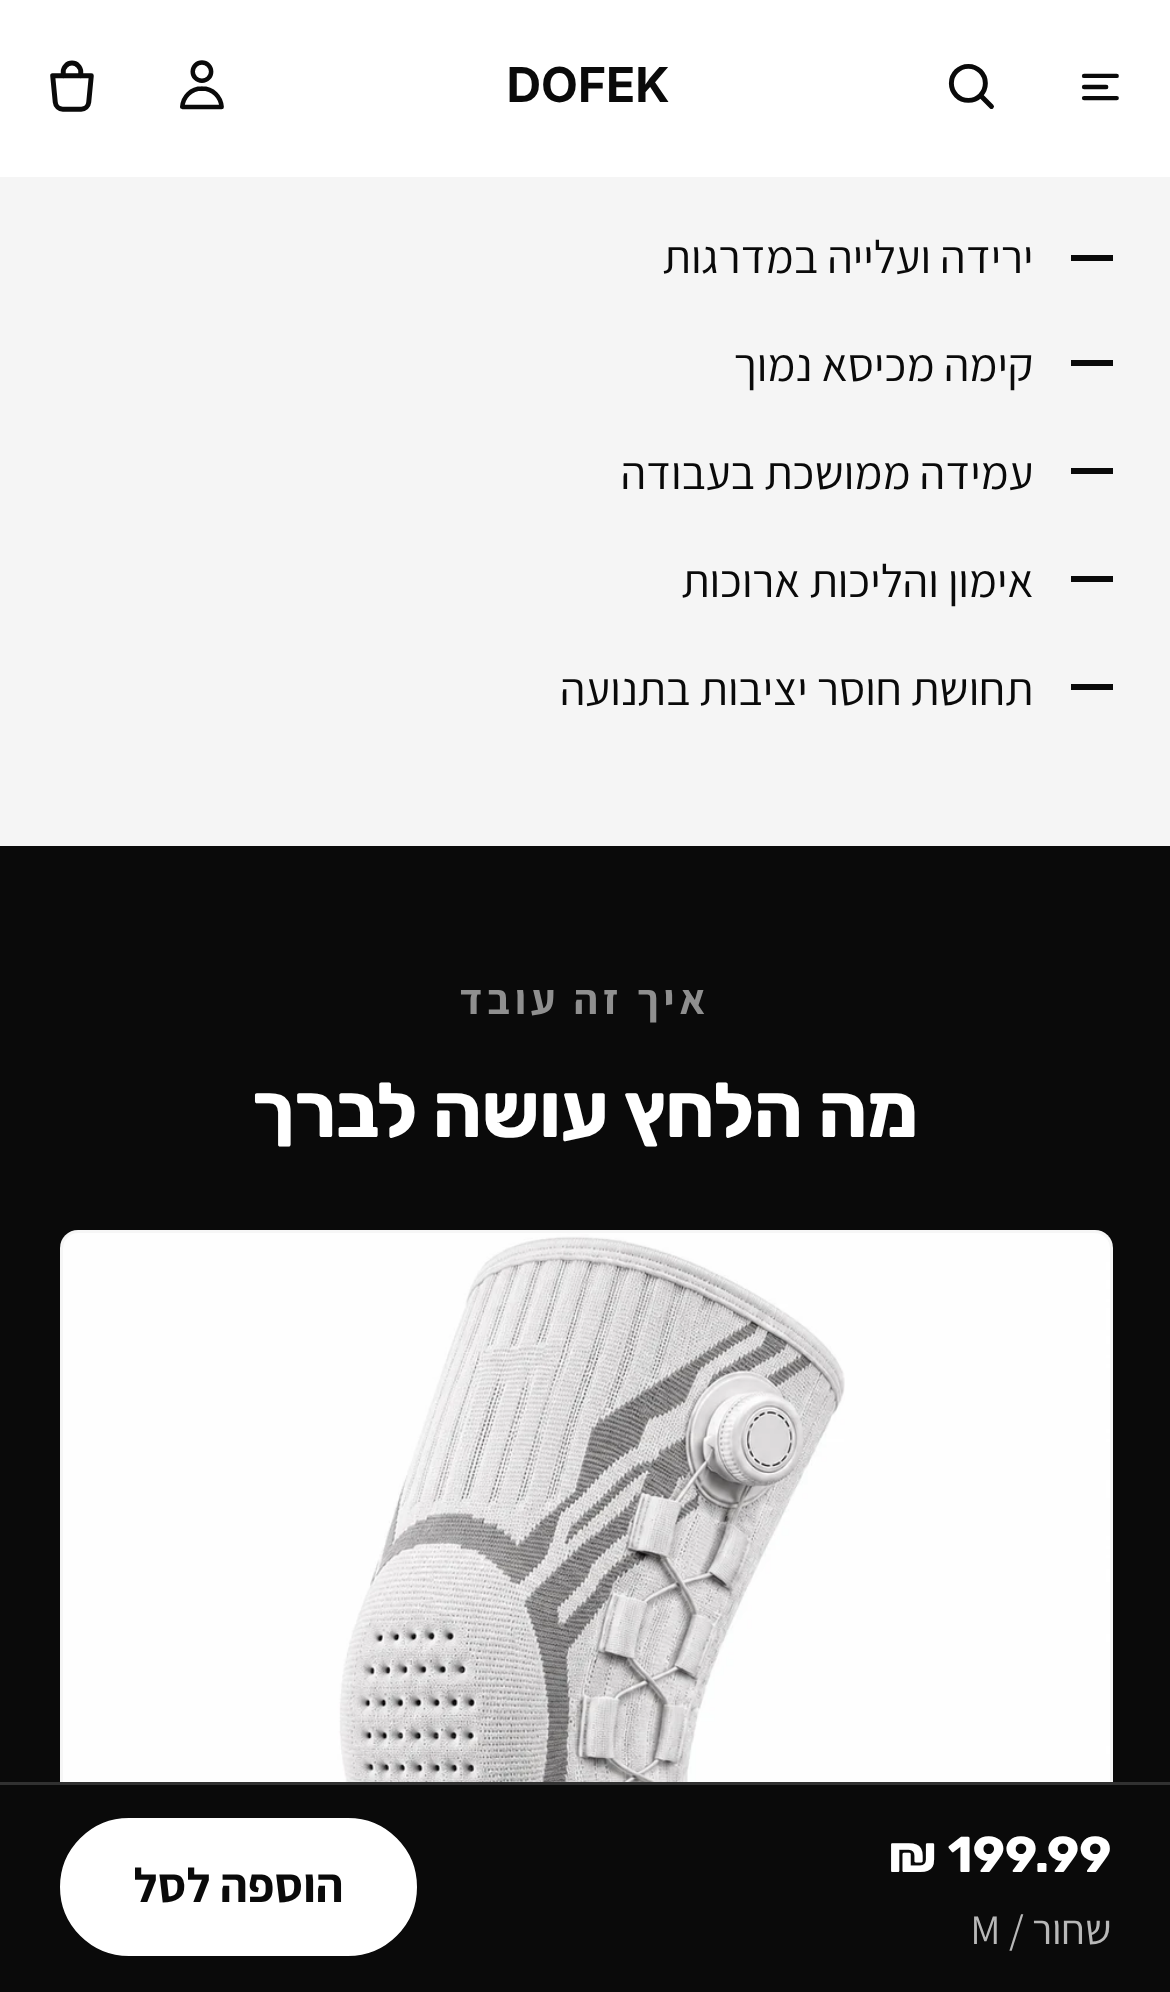 DOFEK
ירידה ועלייה במדרגות
קימה מכיסא נמוך
עמידה ממושכת בעבודה
אימון והליכות ארוכות
תחושת חוסר יציבות בתנועה
איך זה עובד
מה הלחץ עושה לברך
199.99 ₪
שחור / M
הוספה לסל